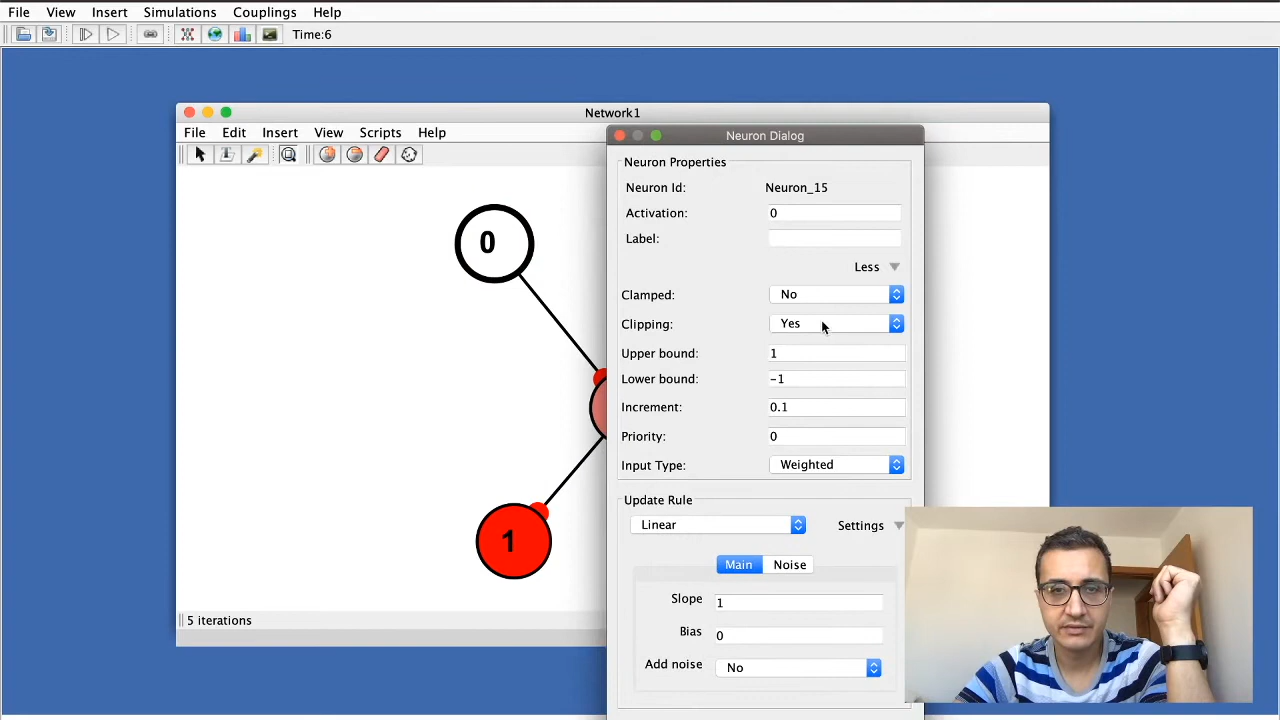 File View Insert Simulations Couplings Help
Time:6
Network1
File Edit Insert View Scripts Help
Neuron Dialog
Neuron Properties
Neuron Id: Neuron_15
Activation: 0
Label:
Less
Clamped: No
Clipping: Yes
Upper bound: 1
Lower bound: -1
Increment: 0.1
Priority: 0
Input Type: Weighted
Update Rule
Linear Settings
Main Noise
Slope 1
Bias 0
Add noise No
0
1
5 iterations